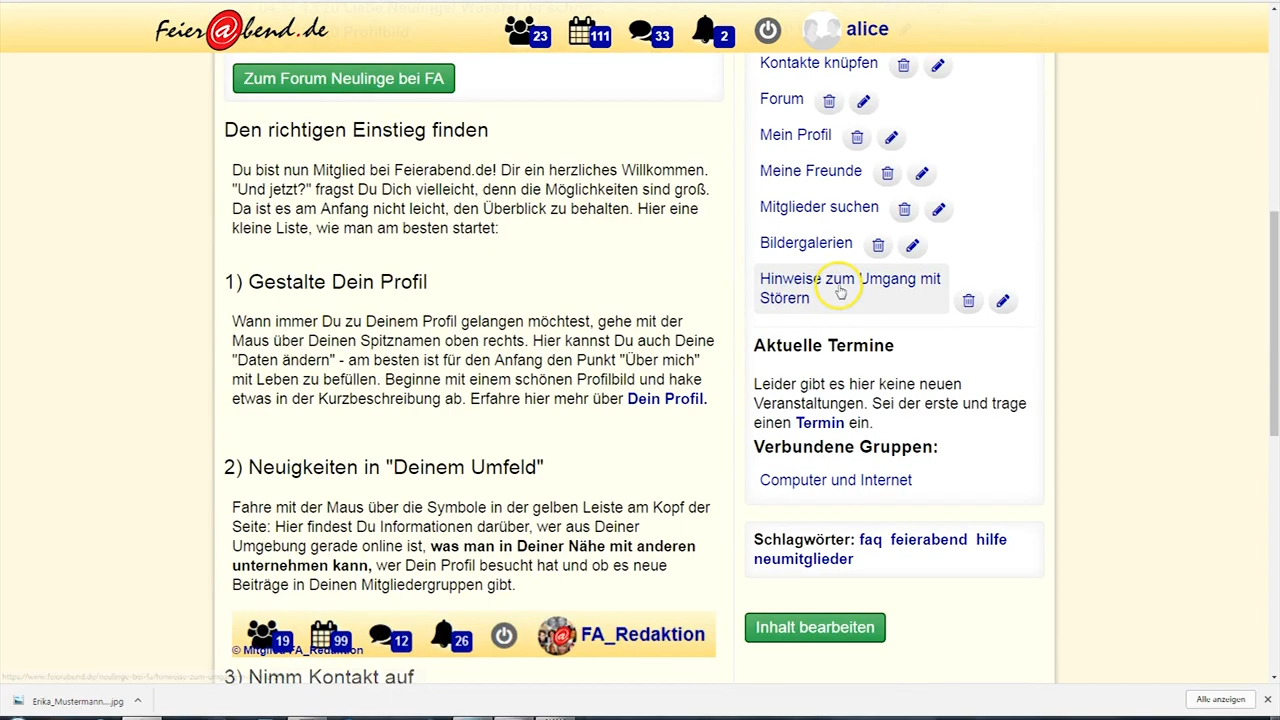 Feier@bend.de
23
111
33
2
alice
Zum Forum Neulinge bei FA
Den richtigen Einstieg finden
Du bist nun Mitglied bei Feierabend.de! Dir ein herzliches Willkommen.
"Und jetzt?" fragst Du Dich vielleicht, denn die Möglichkeiten sind groß.
Da ist es am Anfang nicht leicht, den Überblick zu behalten. Hier eine
kleine Liste, wie man am besten startet:
1) Gestalte Dein Profil
Wann immer Du zu Deinem Profil gelangen möchtest, gehe mit der
Maus über Deinen Spitznamen oben rechts. Hier kannst Du auch Deine
"Daten ändern" - am besten ist für den Anfang den Punkt "Über mich"
mit Leben zu befüllen. Beginne mit einem schönen Profilbild und hake
etwas in der Kurzbeschreibung ab. Erfahre hier mehr über Dein Profil.
2) Neuigkeiten in "Deinem Umfeld"
Fahre mit der Maus über die Symbole in der gelben Leiste am Kopf der
Seite: Hier findest Du Informationen darüber, wer aus Deiner
Umgebung gerade online ist, was man in Deiner Nähe mit anderen
unternehmen kann, wer Dein Profil besucht hat und ob es neue
Beiträge in Deinen Mitgliedergruppen gibt.
19
99
12
26
FA_Redaktion
© Mitglied FA_Redaktion
3) Nimm Kontakt auf
Kontakte knüpfen
Forum
Mein Profil
Meine Freunde
Mitglieder suchen
Bildergalerien
Hinweise zum Umgang mit
Störern
Aktuelle Termine
Leider gibt es hier keine neuen
Veranstaltungen. Sei der erste und trage
einen Termin ein.
Verbundene Gruppen:
Computer und Internet
Schlagwörter: faq feierabend hilfe
neumitglieder
Inhalt bearbeiten
Erika_Mustermann....jpg
Alle anzeigen